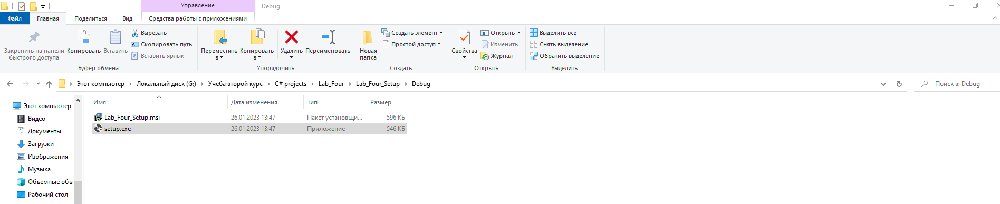 Управление
Debug
Файл
Главная
Поделиться
Вид
Средства работы с приложениями
Закрепить на панели
быстрого доступа
Копировать
Вставить
Вырезать
Скопировать путь
Вставить ярлык
Буфер обмена
Переместить
в
Копировать
в
Удалить
Переименовать
Упорядочить
Новая
папка
Создать элемент
Простой доступ
Создать
Свойства
Открыть
Изменить
Журнал
Открыть
Выделить все
Снять выделение
Обратить выделение
Выделить
Этот компьютер
Локальный диск (G:)
Учеба второй курс
C# projects
Lab_Four
Lab_Four_Setup
Debug
Поиск в: Debug
Этот компьютер
Видео
Документы
Загрузки
Изображения
Музыка
Объемные объ
Рабочий стол
Имя
Дата изменения
Тип
Размер
Lab_Four_Setup.msi
26.01.2023 13:47
Пакет установщи...
596 КБ
setup.exe
26.01.2023 13:47
Приложение
546 КБ